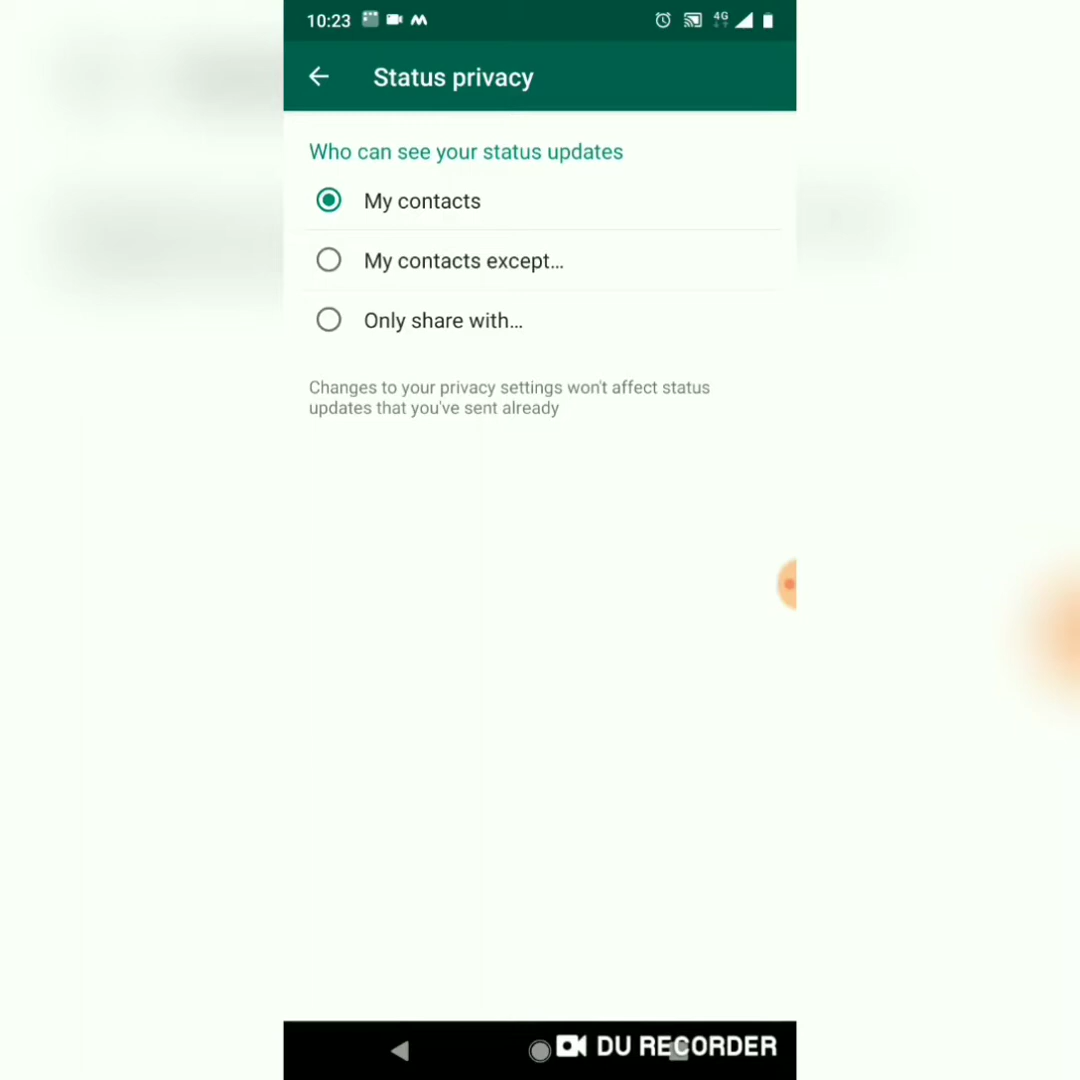 10:23
4G
Status privacy
Who can see your status updates
My contacts
My contacts except...
Only share with...
Changes to your privacy settings won't affect status
updates that you've sent already
DU RECORDER